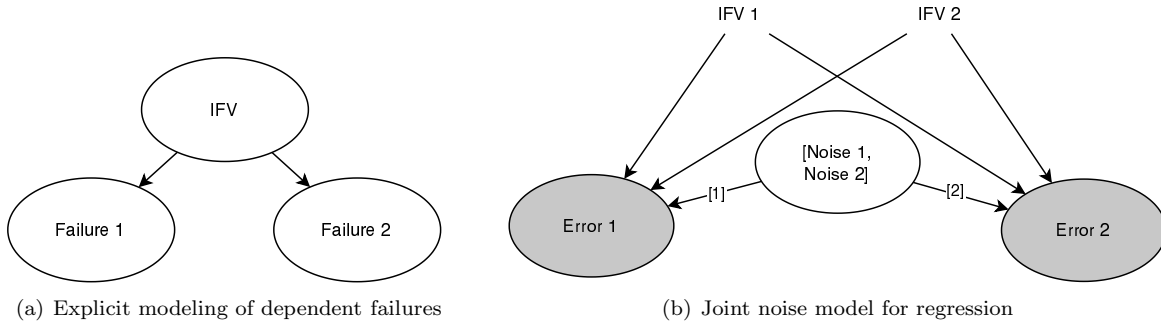 IFV
Failure 1
Failure 2
(a) Explicit modeling of dependent failures
IFV 1
IFV 2
[Noise 1,
Noise 2]
[1]
[2]
Error 1
Error 2
(b) Joint noise model for regression